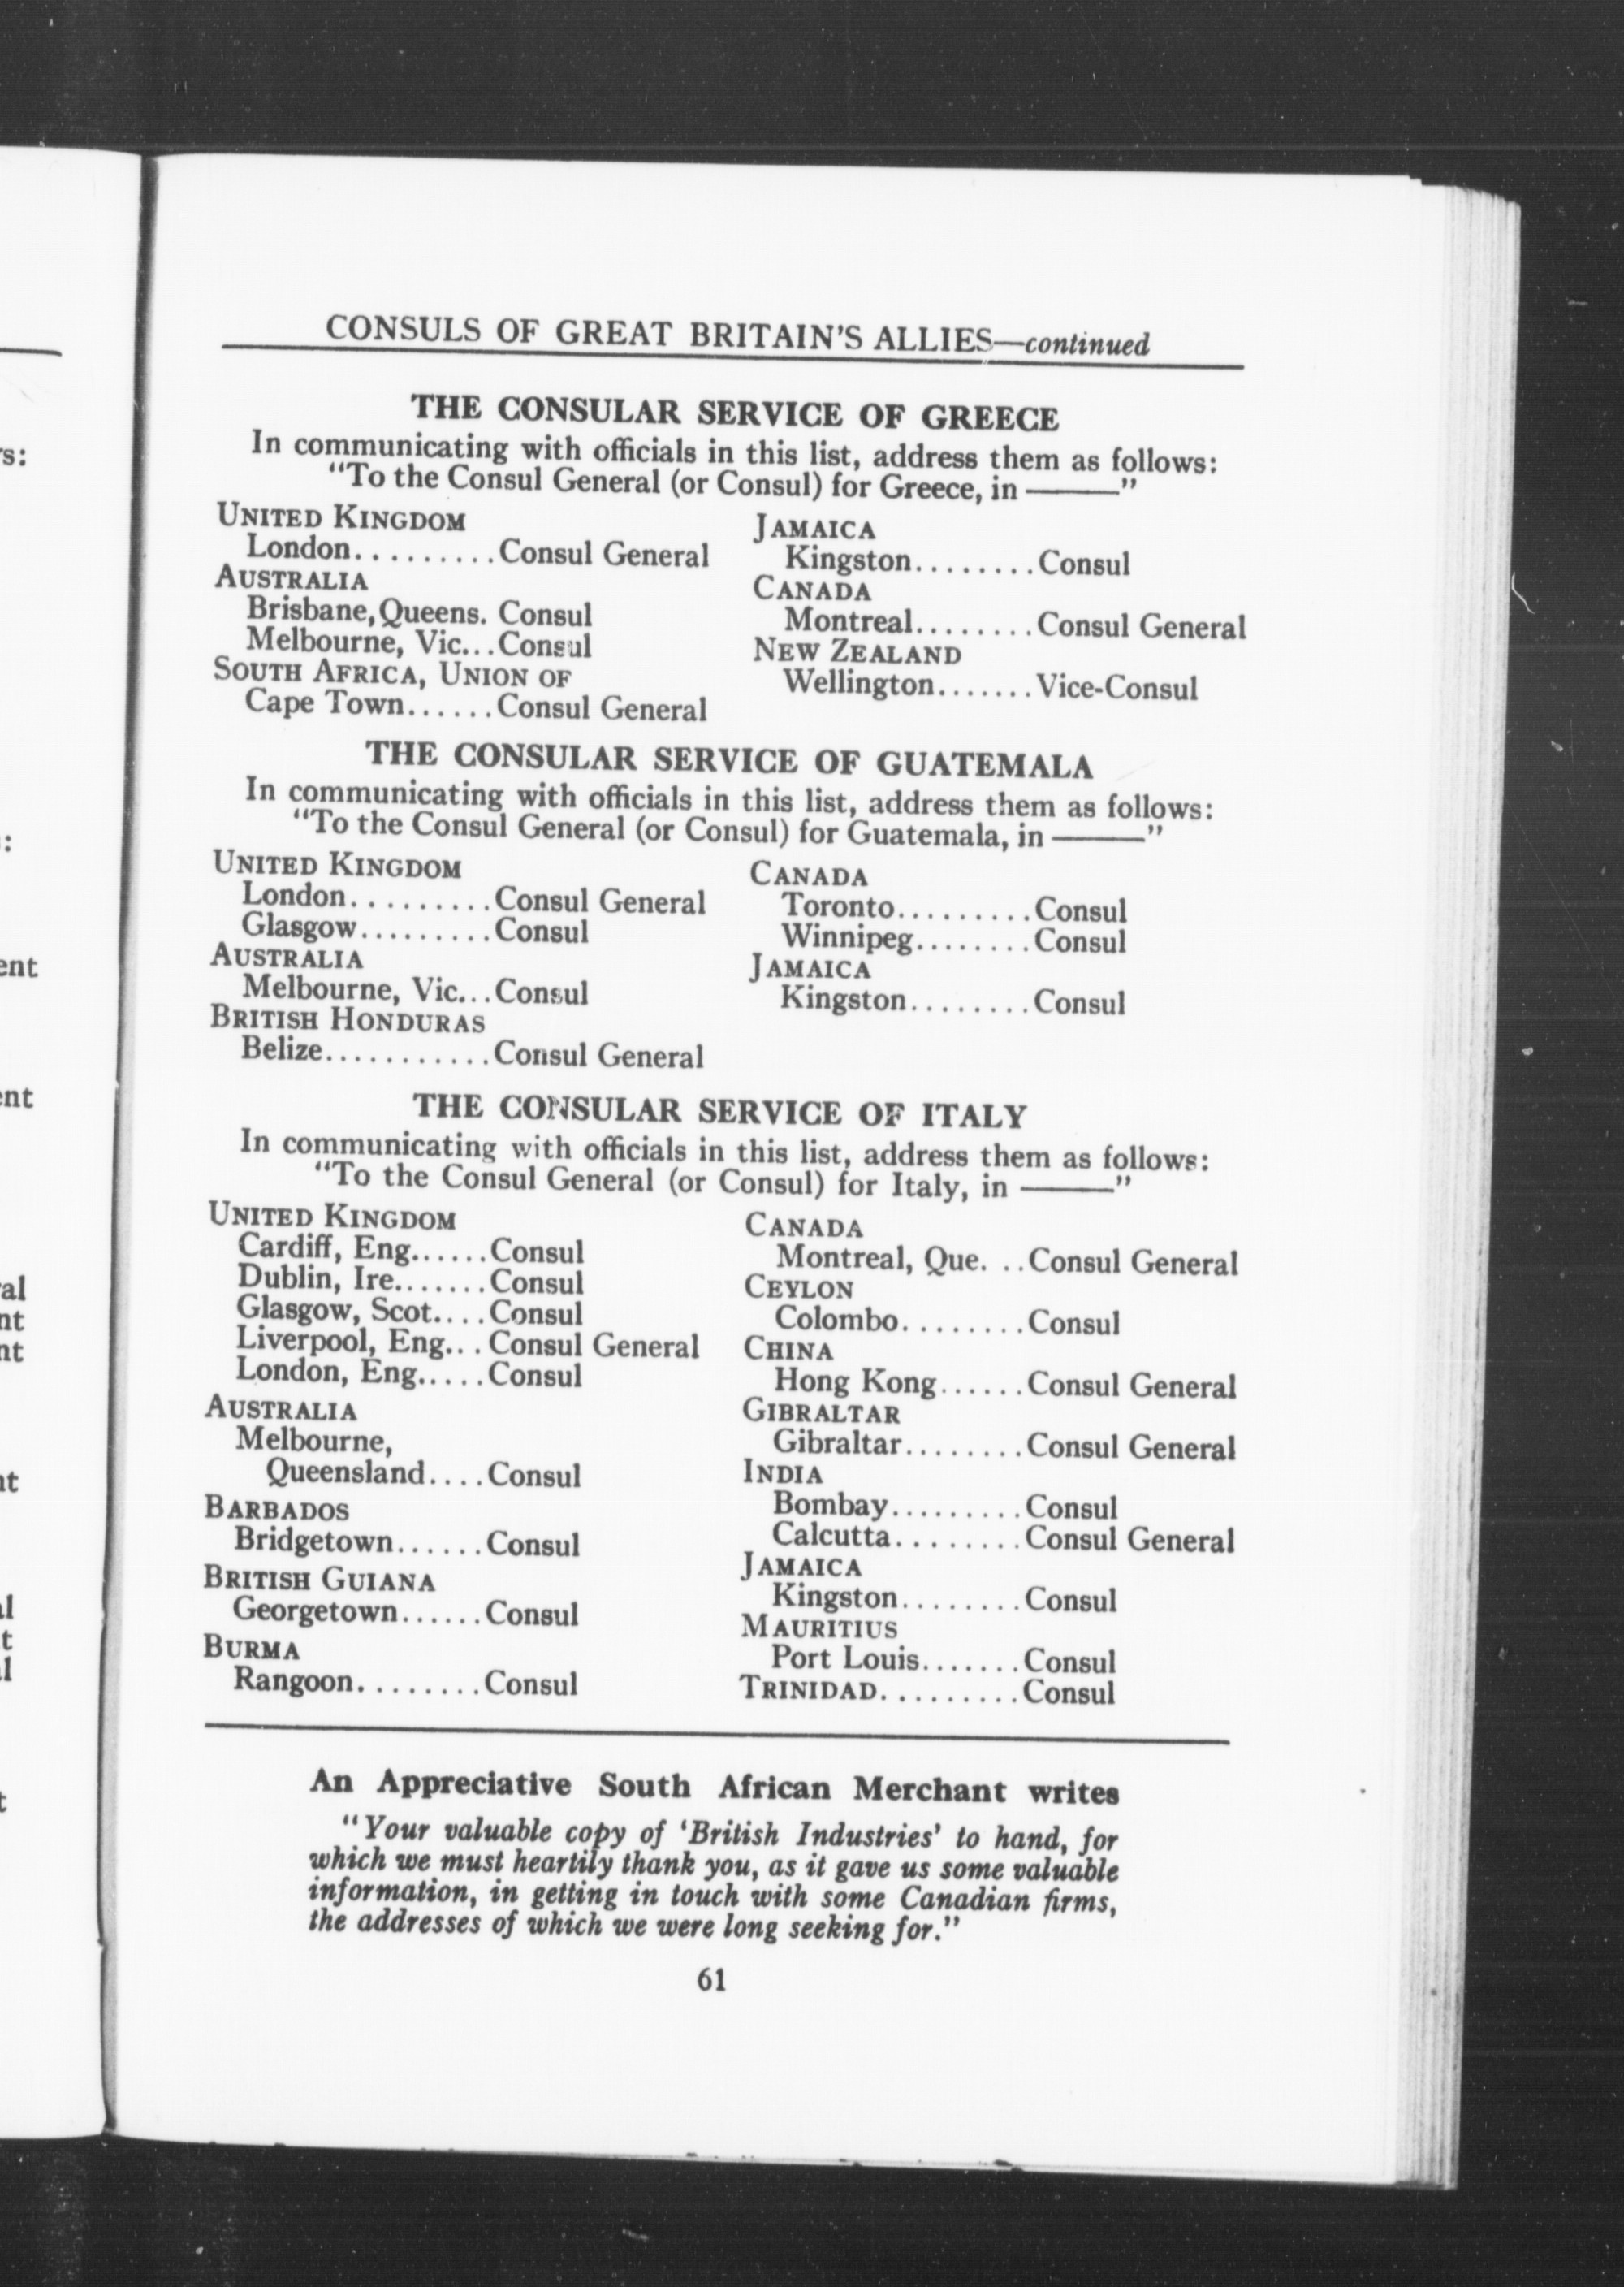 CONSULS OF GREAT BRITAIN'S ALLIES—continued
THE CONSULAR SERVICE OF GREECE
In communicating with officials in this list, address them as follows:
"To the Consul General (or Consul) for Greece, in ———"
UNITED KINGDOM
London.........Consul General
AUSTRALIA
Brisbane, Queens. Consul
Melbourne, Vic...Consul
SOUTH AFRICA, UNION OF
Cape Town......Consul General
JAMAICA
Kingston........Consul
CANADA
Montreal........Consul General
NEW ZEALAND
Wellington.......Vice-Consul
THE CONSULAR SERVICE OF GUATEMALA
In communicating with officials in this list, address them as follows:
"To the Consul General (or Consul) for Guatemala, in ———"
UNITED KINGDOM
London..........Consul General
Glasgow.........Consul
AUSTRALIA
Melbourne, Vic...Consul
BRITISH HONDURAS
Belize...........Consul General
CANADA
Toronto.........Consul
Winnipeg........Consul
JAMAICA
Kingston........Consul
THE CONSULAR SERVICE OF ITALY
In communicating with officials in this list, address them as follows:
"To the Consul General (or Consul) for Italy, in ———"
UNITED KINGDOM
Cardiff, Eng......Consul
Dublin, Ire.......Consul
Glasgow, Scot....Consul
Liverpool, Eng...Consul General
London, Eng.....Consul
AUSTRALIA
Melbourne,
Queensland....Consul
BARBADOS
Bridgetown......Consul
BRITISH GUIANA
Georgetown......Consul
BURMA
Rangoon.........Consul
CANADA
Montreal, Que. ..Consul General
CEYLON
Colombo........Consul
CHINA
Hong Kong......Consul General
GIBRALTAR
Gibraltar........Consul General
INDIA
Bombay.........Consul
Calcutta.........Consul General
JAMAICA
Kingston........Consul
MAURITIUS
Port Louis.......Consul
TRINIDAD..........Consul
An Appreciative South African Merchant writes
"Your valuable copy of 'British Industries' to hand, for
which we must heartily thank you, as it gave us some valuable
information, in getting in touch with some Canadian firms,
the addresses of which we were long seeking for."
61